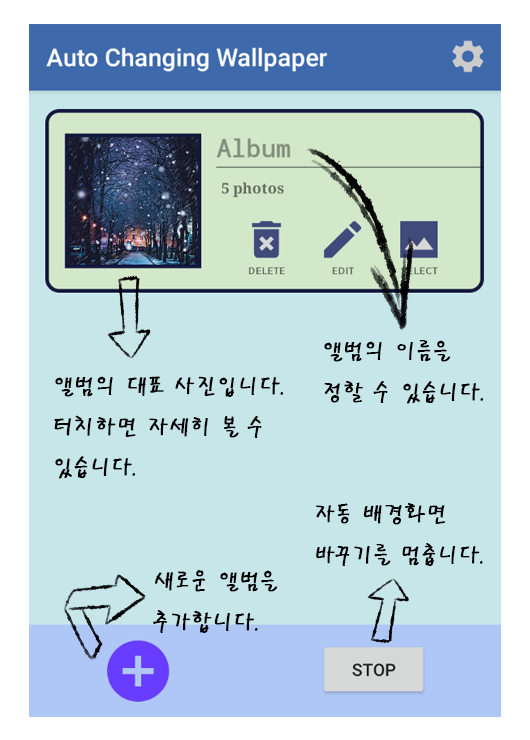 Auto Changing Wallpaper
Album
5 photos
DELETE
EDIT
SELECT
앨범의 이름을
정할 수 있습니다.
앨범의 대표 사진입니다.
터치하면 자세히 볼 수
있습니다.
자동 배경화면
바꾸기를 멈춥니다.
새로운 앨범을
추가합니다.
STOP